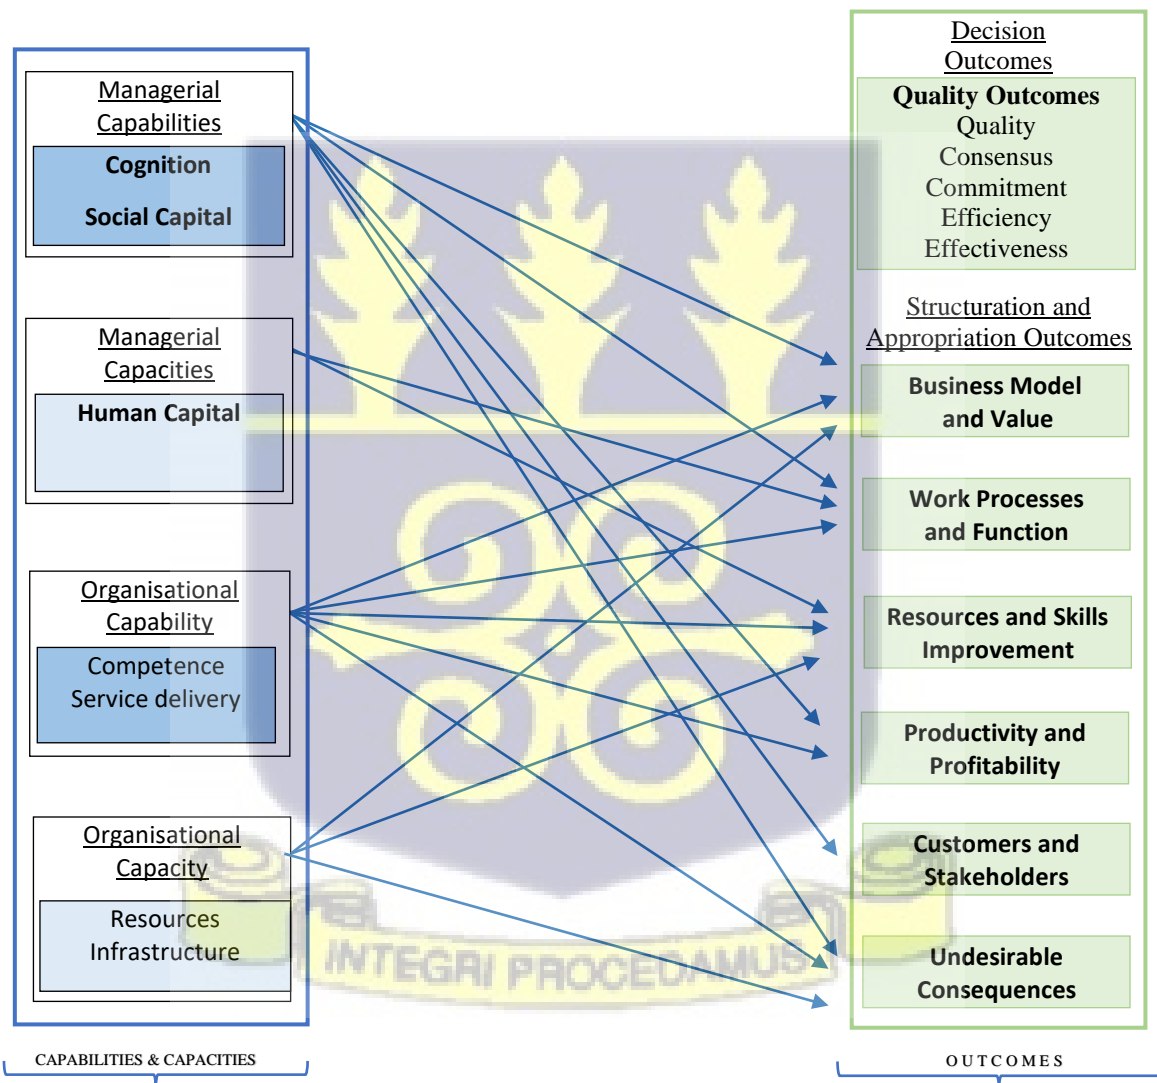 Managerial
Capabilities
Cognition
Social Capital
Managerial
Capacities
Human Capital
Organisational
Capability
Competence
Service delivery
Organisational
Capacity
Resources
Infrastructure
CAPABILITIES & CAPACITIES
INTEGRI PROCEDAMUS
Decision
Outcomes
Quality Outcomes
Quality
Consensus
Commitment
Efficiency
Effectiveness
Structuration and
Appropriation Outcomes
Business Model
and Value
Work Processes
and Function
Resources and Skills
Improvement
Productivity and
Profitability
Customers and
Stakeholders
Undesirable
Consequences
OUTCOMES